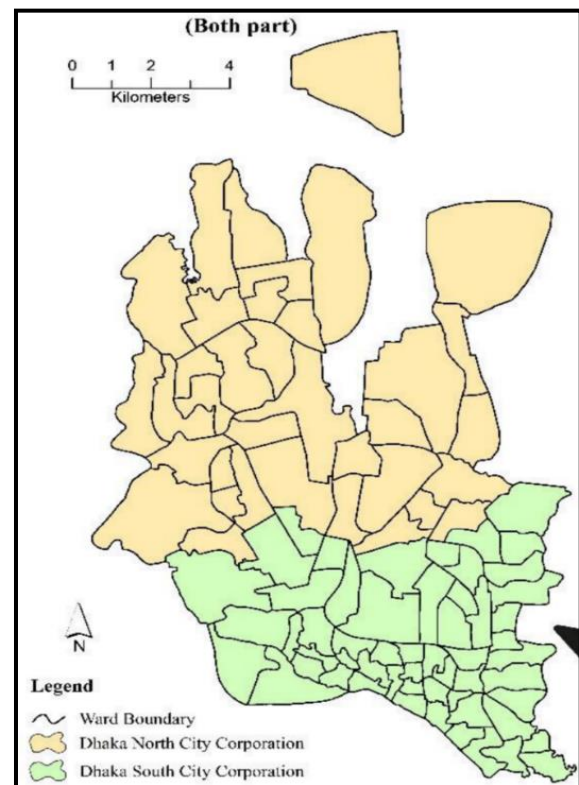 (Both part)
0 1 2 4
Kilometers
N
Legend
Ward Boundary
Dhaka North City Corporation
Dhaka South City Corporation